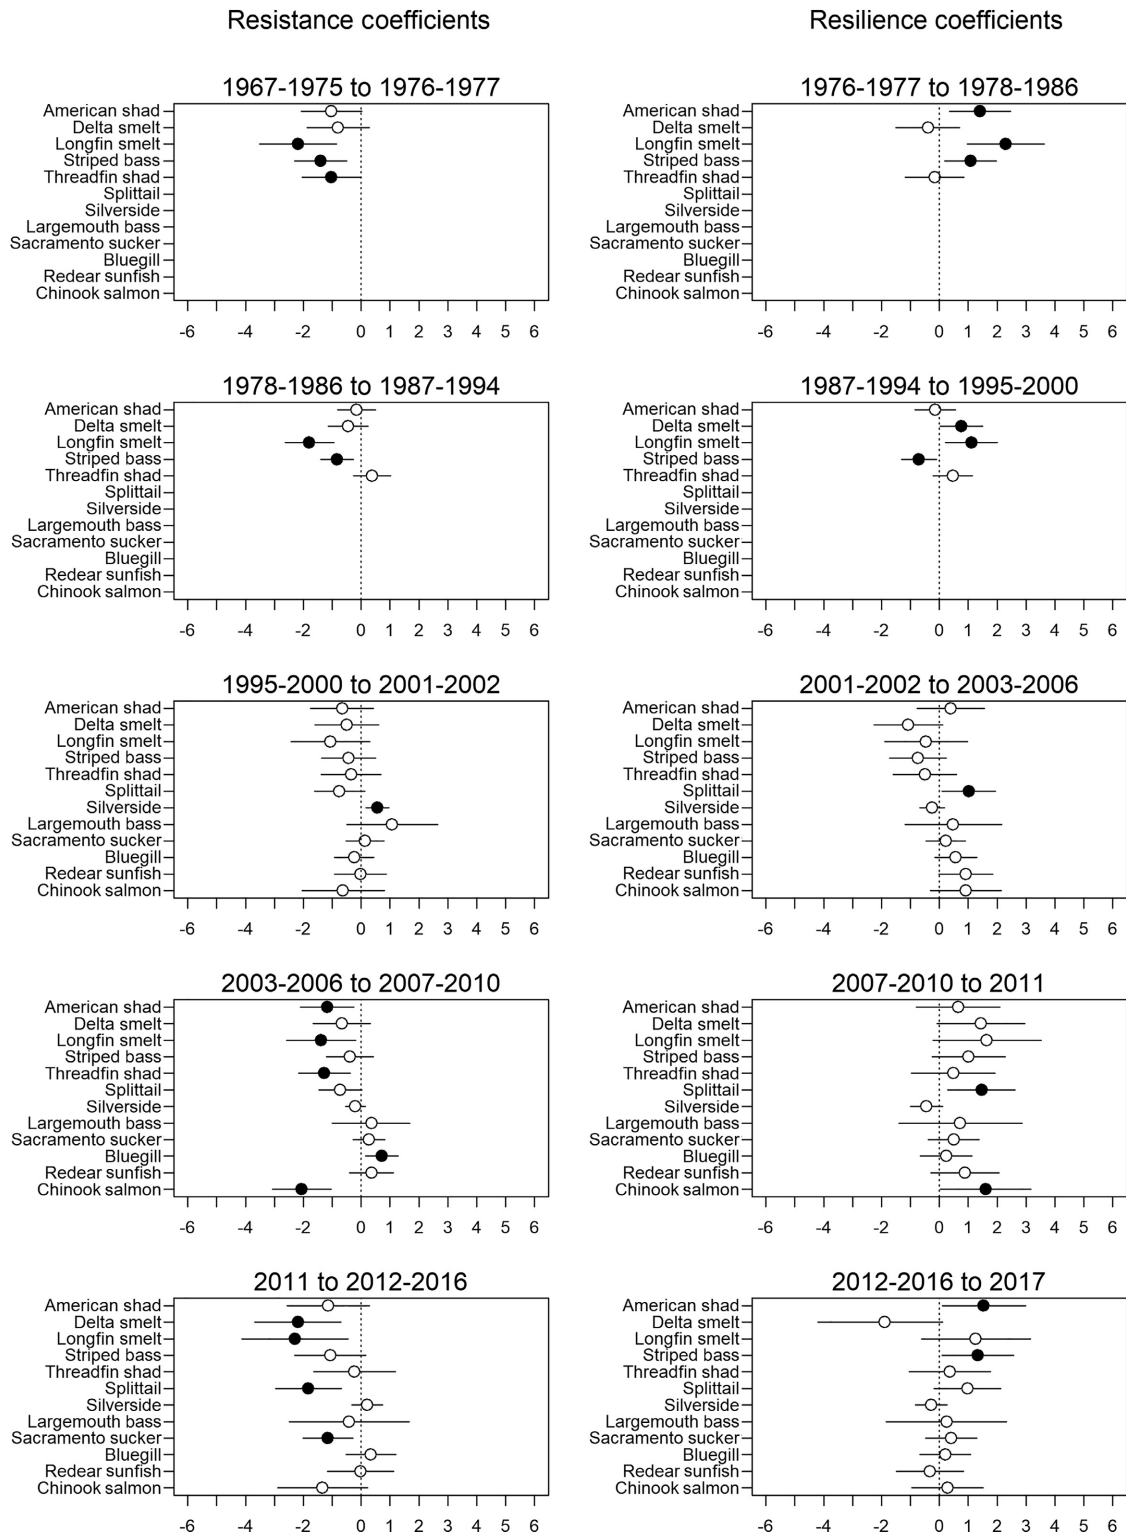 Resistance coefficients
Resilience coefficients
1967-1975 to 1976-1977
American shad
Delta smelt
Longfin smelt
Striped bass
Threadfin shad
Splittail
Silverside
Largemouth bass
Sacramento sucker
Bluegill
Redear sunfish
Chinook salmon
-6 -4 -2 0 1 2 3 4 5 6
1976-1977 to 1978-1986
American shad
Delta smelt
Longfin smelt
Striped bass
Threadfin shad
Splittail
Silverside
Largemouth bass
Sacramento sucker
Bluegill
Redear sunfish
Chinook salmon
-6 -4 -2 0 1 2 3 4 5 6
1978-1986 to 1987-1994
American shad
Delta smelt
Longfin smelt
Striped bass
Threadfin shad
Splittail
Silverside
Largemouth bass
Sacramento sucker
Bluegill
Redear sunfish
Chinook salmon
-6 -4 -2 0 1 2 3 4 5 6
1987-1994 to 1995-2000
American shad
Delta smelt
Longfin smelt
Striped bass
Threadfin shad
Splittail
Silverside
Largemouth bass
Sacramento sucker
Bluegill
Redear sunfish
Chinook salmon
-6 -4 -2 0 1 2 3 4 5 6
1995-2000 to 2001-2002
American shad
Delta smelt
Longfin smelt
Striped bass
Threadfin shad
Splittail
Silverside
Largemouth bass
Sacramento sucker
Bluegill
Redear sunfish
Chinook salmon
-6 -4 -2 0 1 2 3 4 5 6
2001-2002 to 2003-2006
American shad
Delta smelt
Longfin smelt
Striped bass
Threadfin shad
Splittail
Silverside
Largemouth bass
Sacramento sucker
Bluegill
Redear sunfish
Chinook salmon
-6 -4 -2 0 1 2 3 4 5 6
2003-2006 to 2007-2010
American shad
Delta smelt
Longfin smelt
Striped bass
Threadfin shad
Splittail
Silverside
Largemouth bass
Sacramento sucker
Bluegill
Redear sunfish
Chinook salmon
-6 -4 -2 0 1 2 3 4 5 6
2007-2010 to 2011
American shad
Delta smelt
Longfin smelt
Striped bass
Threadfin shad
Splittail
Silverside
Largemouth bass
Sacramento sucker
Bluegill
Redear sunfish
Chinook salmon
-6 -4 -2 0 1 2 3 4 5 6
2011 to 2012-2016
American shad
Delta smelt
Longfin smelt
Striped bass
Threadfin shad
Splittail
Silverside
Largemouth bass
Sacramento sucker
Bluegill
Redear sunfish
Chinook salmon
-6 -4 -2 0 1 2 3 4 5 6
2012-2016 to 2017
American shad
Delta smelt
Longfin smelt
Striped bass
Threadfin shad
Splittail
Silverside
Largemouth bass
Sacramento sucker
Bluegill
Redear sunfish
Chinook salmon
-6 -4 -2 0 1 2 3 4 5 6